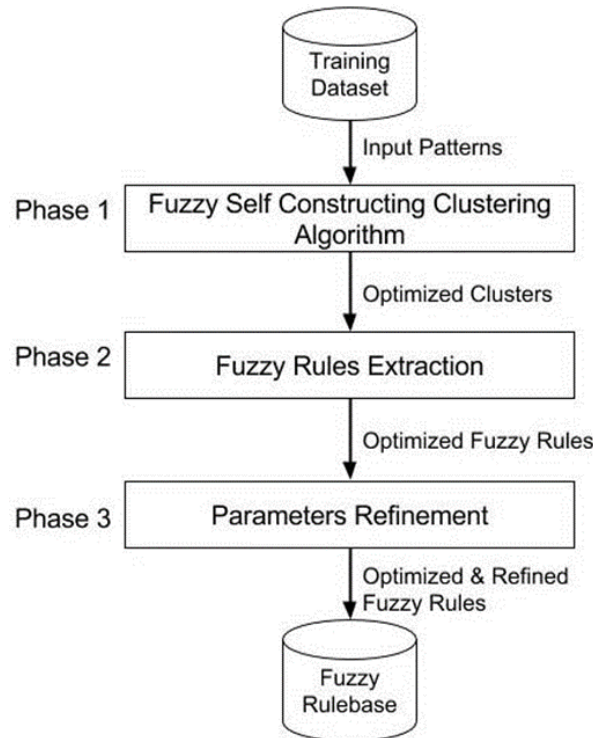 Training
Dataset
Input Patterns
Phase 1
Fuzzy Self Constructing Clustering
Algorithm
Optimized Clusters
Phase 2
Fuzzy Rules Extraction
Optimized Fuzzy Rules
Phase 3
Parameters Refinement
Optimized & Refined
Fuzzy Rules
Fuzzy
Rulebase